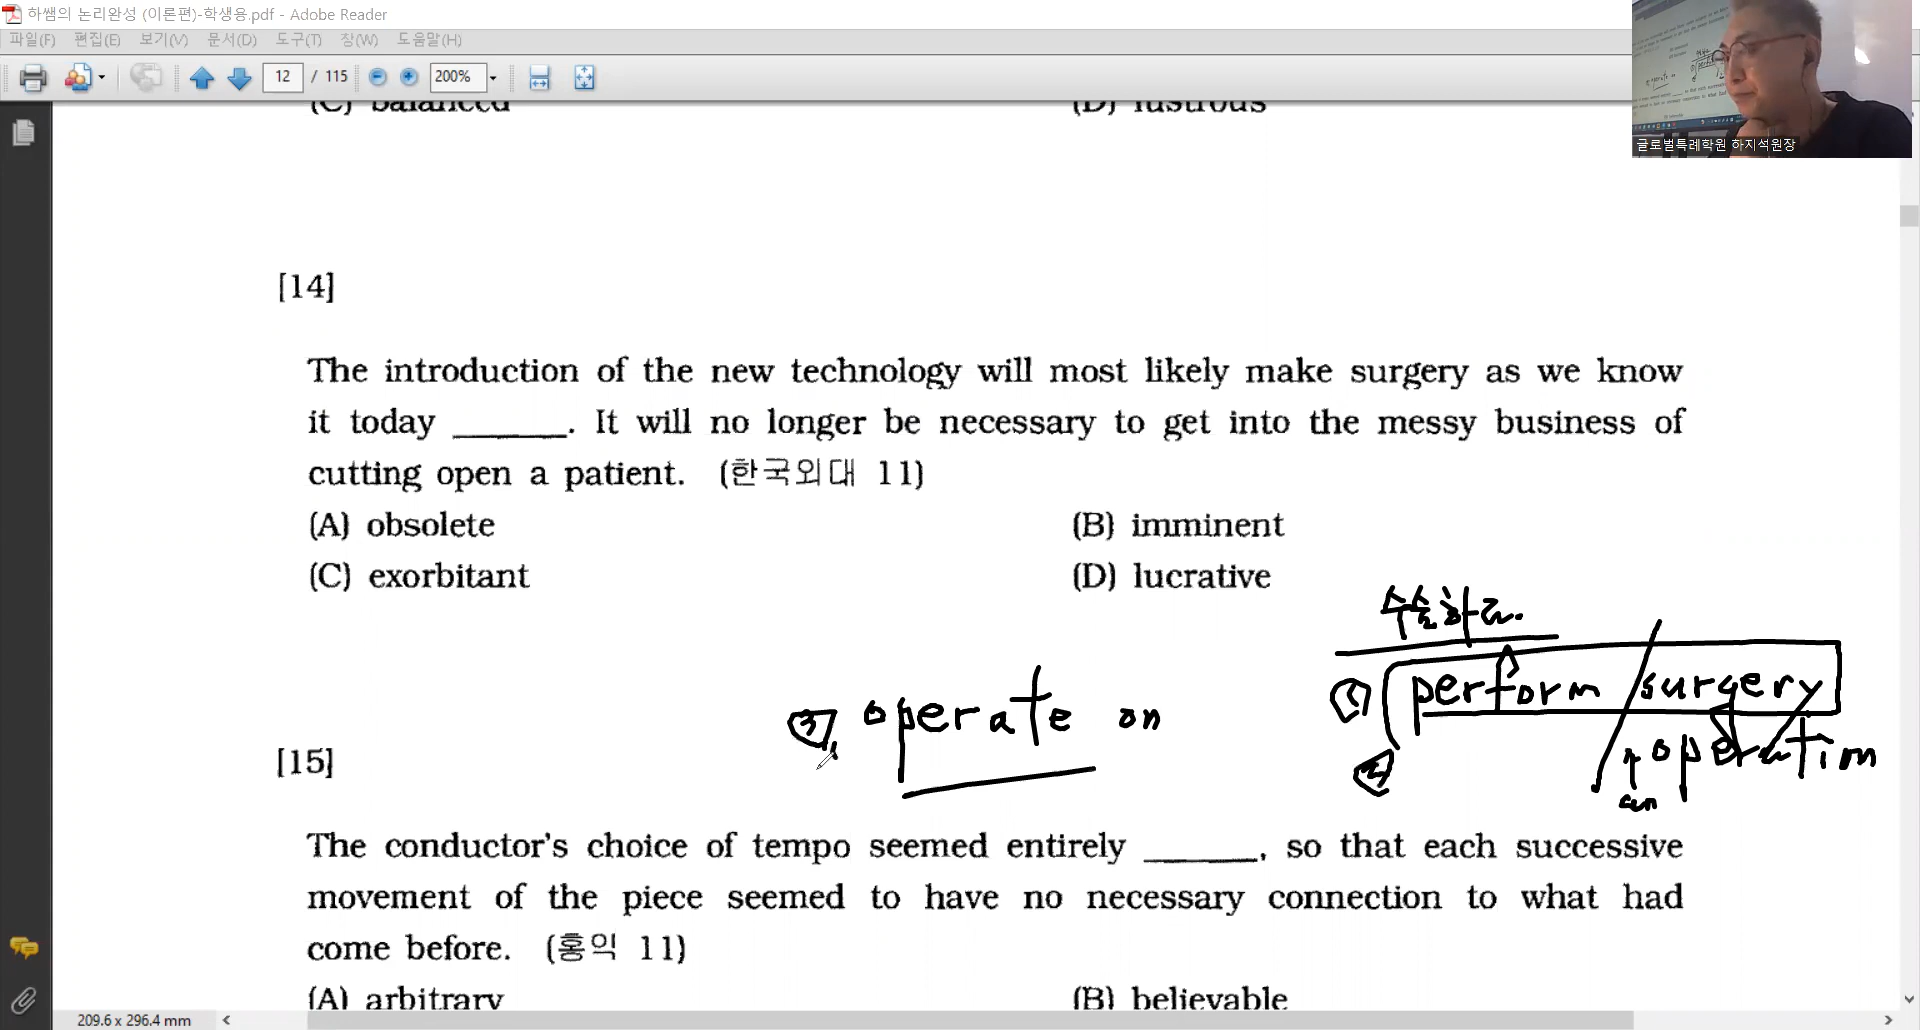 하쌤의 논리완성 (이론편)-학생용.pdf - Adobe Reader
파일(F) 편집(E) 보기(V) 문서(D) 도구(T) 창(W) 도움말(H)
12 / 115 200%
글로벌특례학원 하지석원장
(C) balanced (D) lustrous
[14]
The introduction of the new technology will most likely make surgery as we know
it today ______. It will no longer be necessary to get into the messy business of
cutting open a patient. (한국외대 11)
(A) obsolete (B) imminent
(C) exorbitant (D) lucrative
수술하고.
① perform surgery
③ operate on
② operation
[15]
The conductor's choice of tempo seemed entirely ______, so that each successive
movement of the piece seemed to have no necessary connection to what had
come before. (홍익 11)
(A) arbitrary (B) believable
209.6 x 296.4 mm